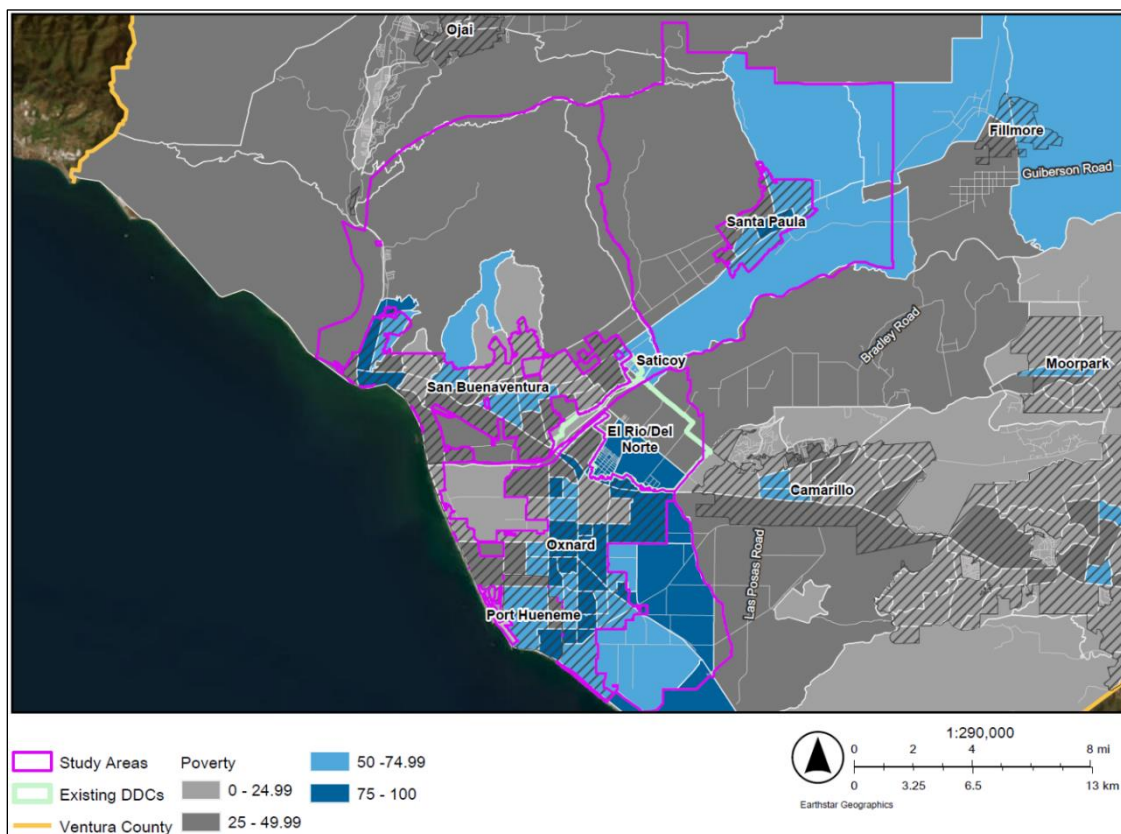 Ojai
Fillmore
Guiberson Road
Santa Paula
Bradley Road
Saticoy
Moorpark
San Buenaventura
El Rio/Del
Norte
Camarillo
Oxnard
Las Posas Road
Port Hueneme
Study Areas
Existing DDCs
Ventura County
Poverty
0 - 24.99
25 - 49.99
50 -74.99
75 - 100
1:290,000
0 2 4 8 mi
0 3.25 6.5 13 km
Earthstar Geographics